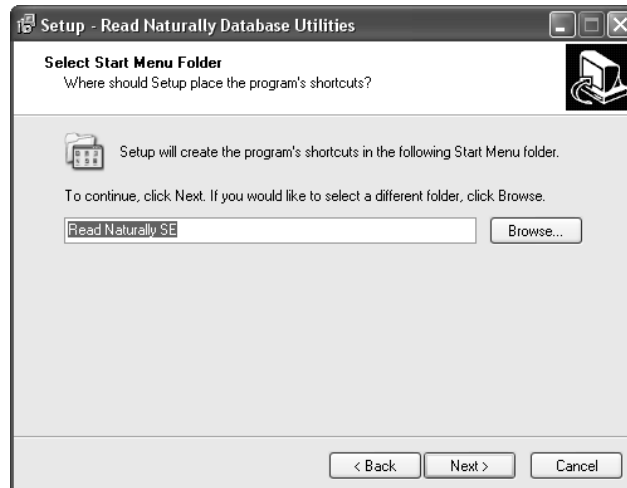 Setup - Read Naturally Database Utilities
Select Start Menu Folder
Where should Setup place the program's shortcuts?
Setup will create the program's shortcuts in the following Start Menu folder.
To continue, click Next. If you would like to select a different folder, click Browse.
Read Naturally SE
Browse...
< Back
Next >
Cancel